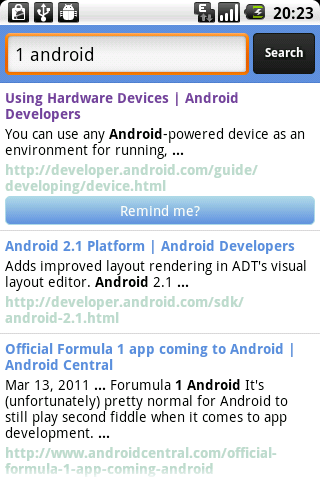 20:23
1 android
Search
Using Hardware Devices | Android
Developers
You can use any Android-powered device as an
environment for running, ...
http://developer.android.com/guide/
developing/device.html
Remind me?
Android 2.1 Platform | Android Developers
Adds improved layout rendering in ADT's visual
layout editor. Android 2.1 ...
http://developer.android.com/sdk/
android-2.1.html
Official Formula 1 app coming to Android |
Android Central
Mar 13, 2011 ... Forumula 1 Android It's
(unfortunately) pretty normal for Android to
still play second fiddle when it comes to app
development. ...
http://www.androidcentral.com/official-
formula-1-app-coming-android